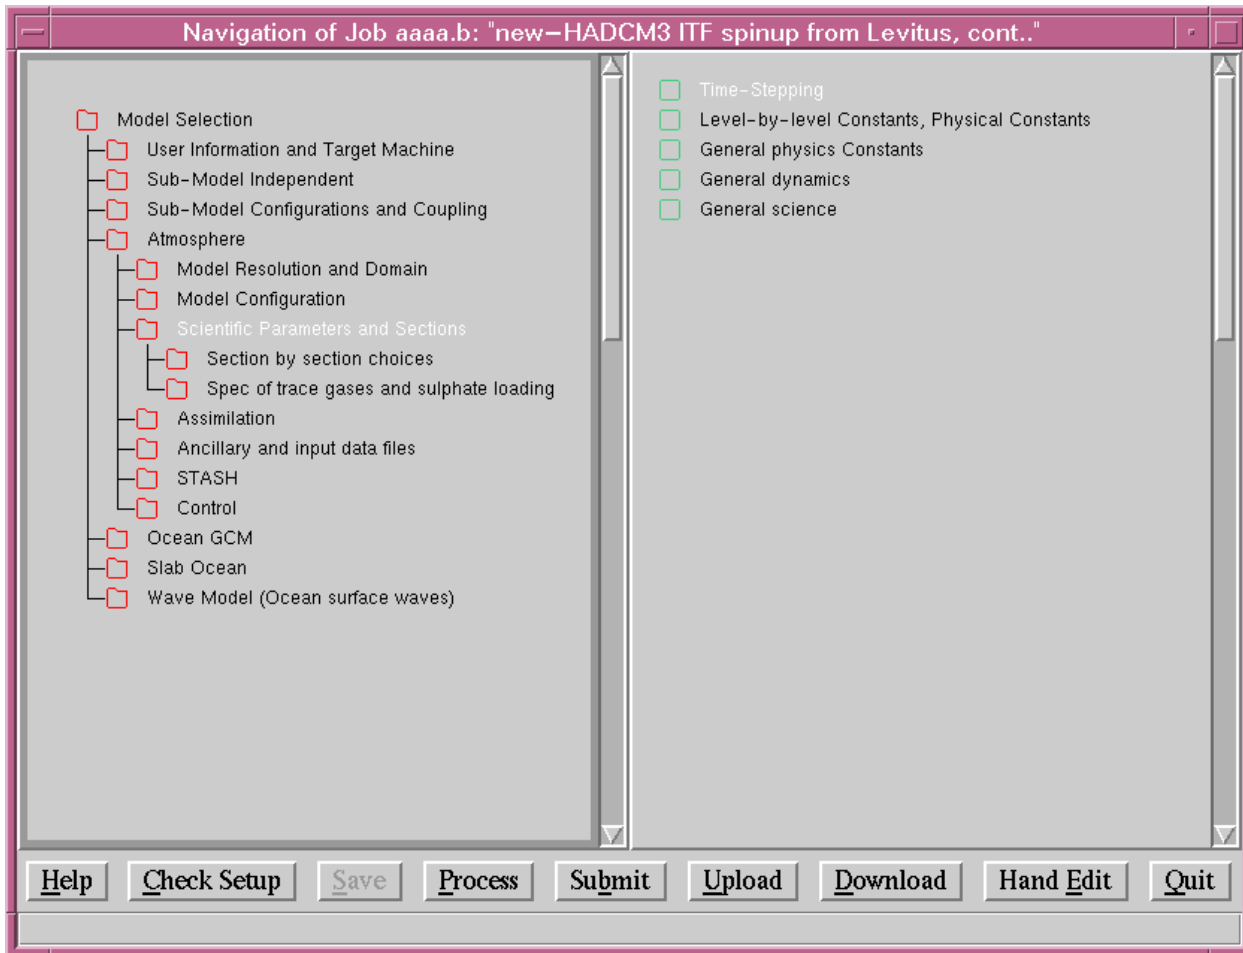 Navigation of Job aaaa.b: "new-HADCM3 ITF spinup from Levitus, cont.."
Model Selection
User Information and Target Machine
Sub-Model Independent
Sub-Model Configurations and Coupling
Atmosphere
Model Resolution and Domain
Model Configuration
Scientific Parameters and Sections
Section by section choices
Spec of trace gases and sulphate loading
Assimilation
Ancillary and input data files
STASH
Control
Ocean GCM
Slab Ocean
Wave Model (Ocean surface waves)
Time-Stepping
Level-by-level Constants, Physical Constants
General physics Constants
General dynamics
General science
Help Check Setup Save Process Submit Upload Download Hand Edit Quit